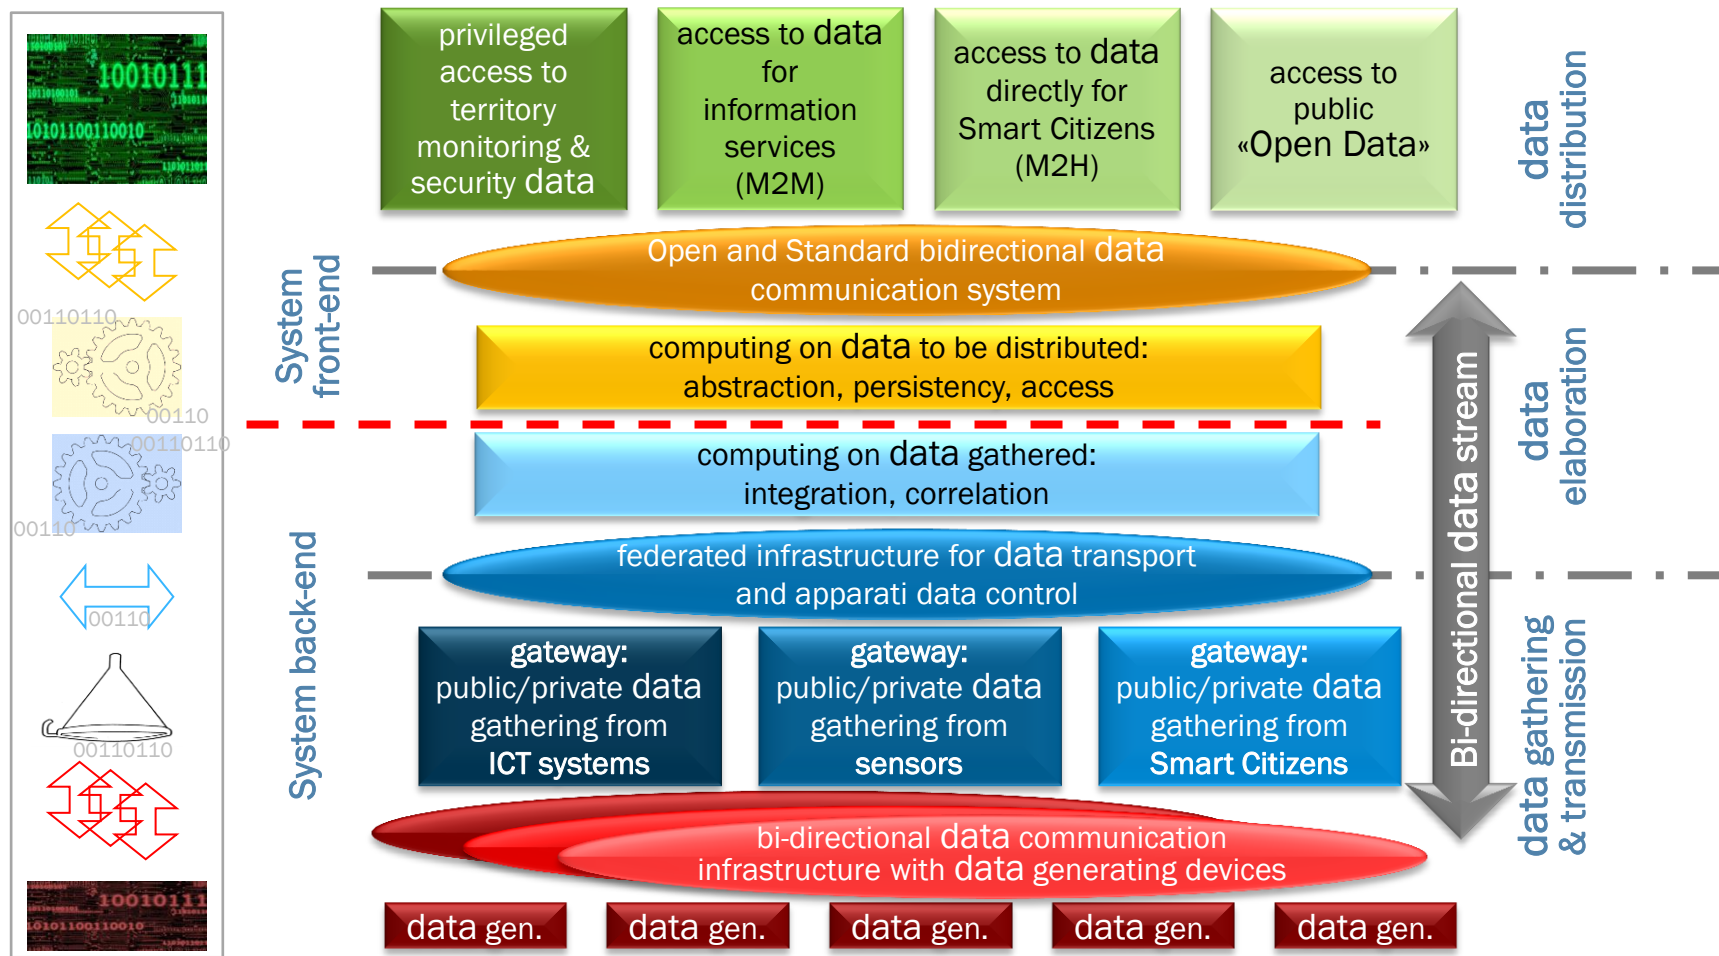 privileged
access to
territory
monitoring &
security data
access to data
for
information
services
(M2M)
access to data
directly for
Smart Citizens
(M2H)
access to
public
«Open Data»
data
distribution
10010111
10101100110010
Open and Standard bidirectional data
communication system
System
front-end
00110110
00110
computing on data to be distributed:
abstraction, persistency, access
data
elaboration
Bi-directional data stream
00110110
00110
computing on data gathered:
integration, correlation
federated infrastructure for data transport
and apparati data control
00110
System back-end
gateway:
public/private data
gathering from
ICT systems
gateway:
public/private data
gathering from
sensors
gateway:
public/private data
gathering from
Smart Citizens
data gathering
& transmission
00110110
bi-directional data communication
infrastructure with data generating devices
10010111
10101100110010
data gen.
data gen.
data gen.
data gen.
data gen.